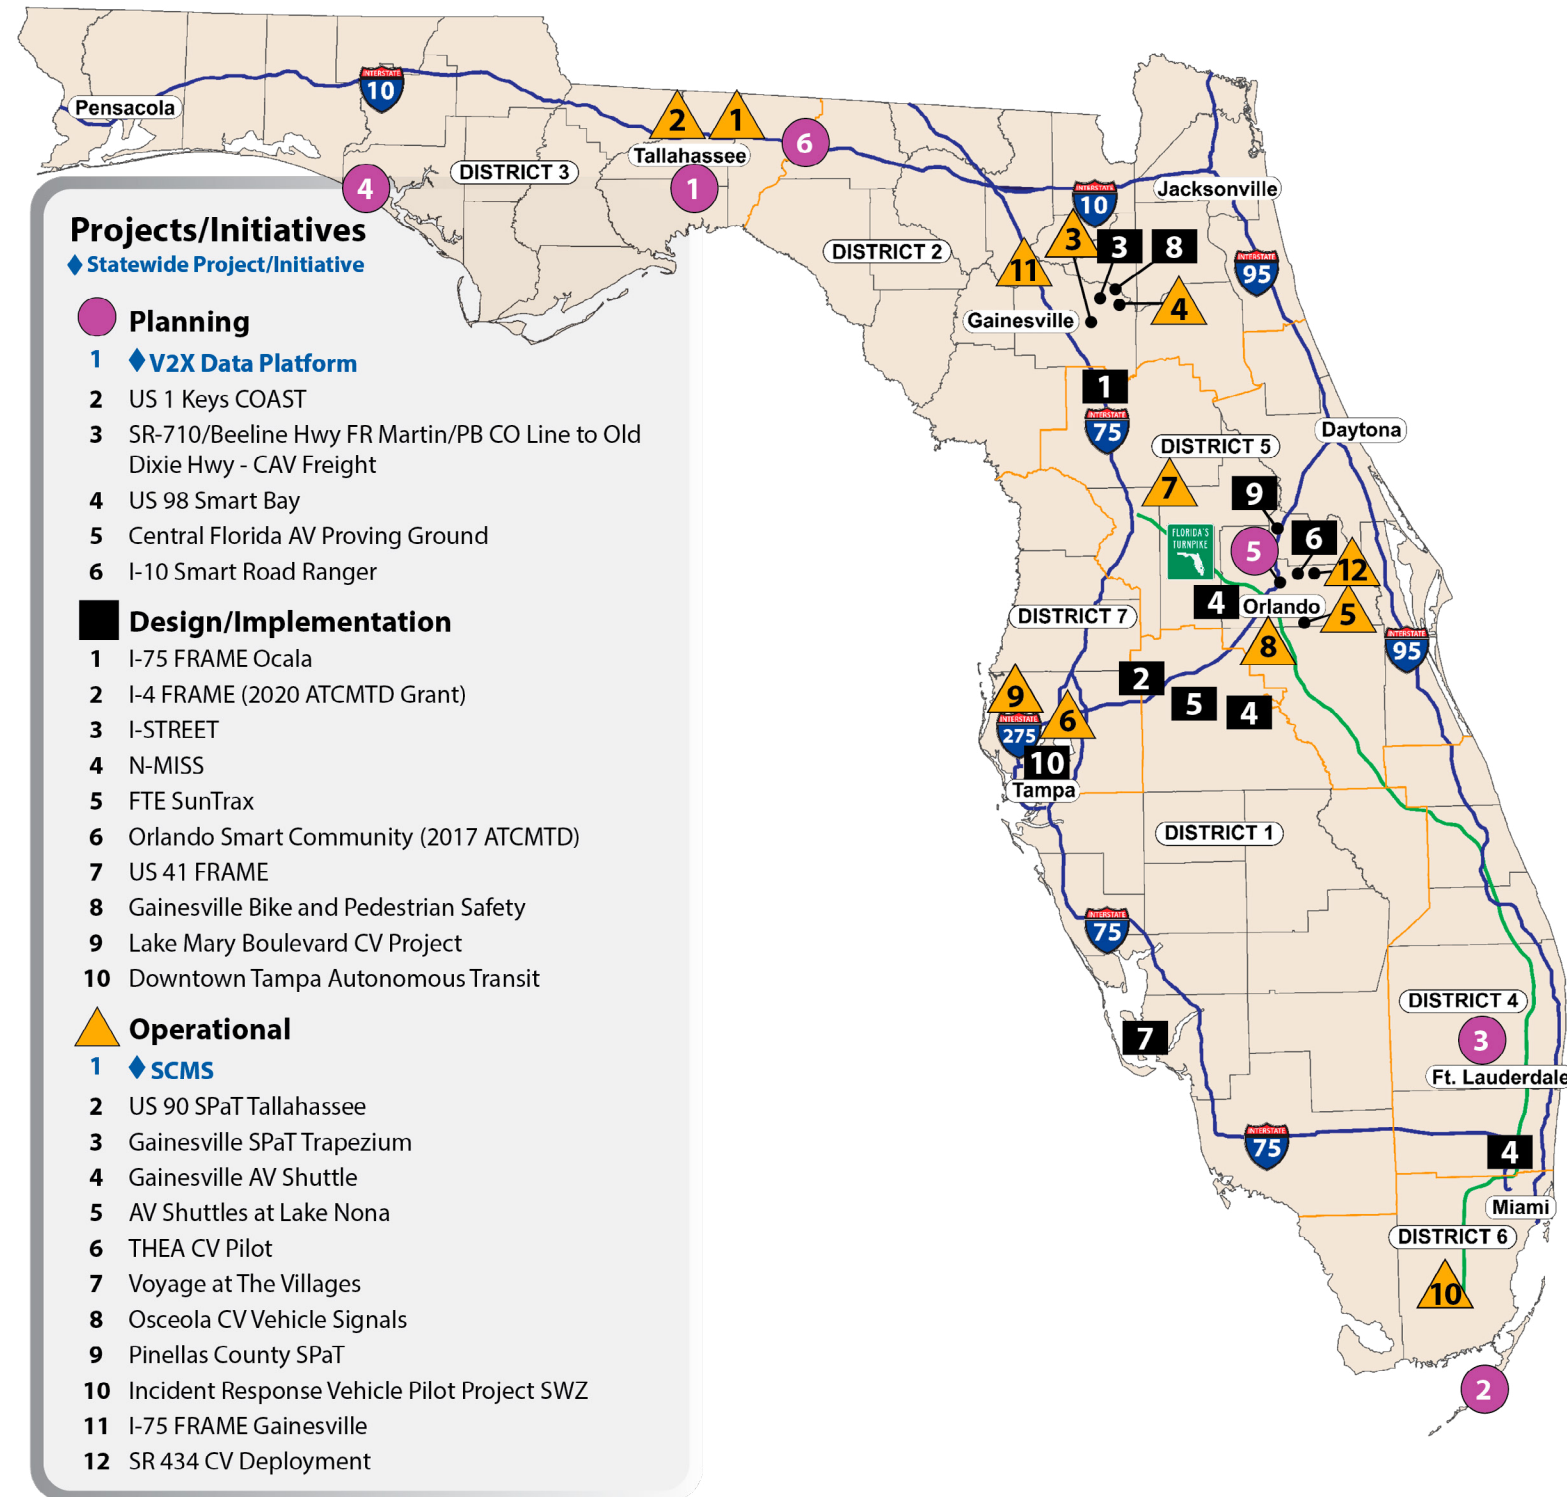 Projects/Initiatives
Statewide Project/Initiative
Planning
1 V2X Data Platform
2 US 1 Keys COAST
3 SR-710/Beeline Hwy FR Martin/PB CO Line to Old
Dixie Hwy - CAV Freight
4 US 98 Smart Bay
5 Central Florida AV Proving Ground
6 I-10 Smart Road Ranger
Design/Implementation
1 I-75 FRAME Ocala
2 I-4 FRAME (2020 ATCMTD Grant)
3 I-STREET
4 N-MISS
5 FTE SunTrax
6 Orlando Smart Community (2017 ATCMTD)
7 US 41 FRAME
8 Gainesville Bike and Pedestrian Safety
9 Lake Mary Boulevard CV Project
10 Downtown Tampa Autonomous Transit
Operational
1 SCMS
2 US 90 SPaT Tallahassee
3 Gainesville SPaT Trapezium
4 Gainesville AV Shuttle
5 AV Shuttles at Lake Nona
6 THEA CV Pilot
7 Voyage at The Villages
8 Osceola CV Vehicle Signals
9 Pinellas County SPaT
10 Incident Response Vehicle Pilot Project SWZ
11 I-75 FRAME Gainesville
12 SR 434 CV Deployment
INTERSTATE
10
Pensacola
2
1
6
Tallahassee
DISTRICT 3
4
1
Jacksonville
INTERSTATE
10
3
3
8
DISTRICT 2
11
INTERSTATE
95
4
Gainesville
1
INTERSTATE
75
Daytona
DISTRICT 5
7
9
FLORIDA'S
TURNPIKE
5
6
12
4
Orlando
5
DISTRICT 7
8
INTERSTATE
95
2
9
5
4
6
INTERSTATE
275
10
Tampa
DISTRICT 1
INTERSTATE
75
DISTRICT 4
7
3
Ft. Lauderdale
INTERSTATE
75
4
Miami
DISTRICT 6
10
2